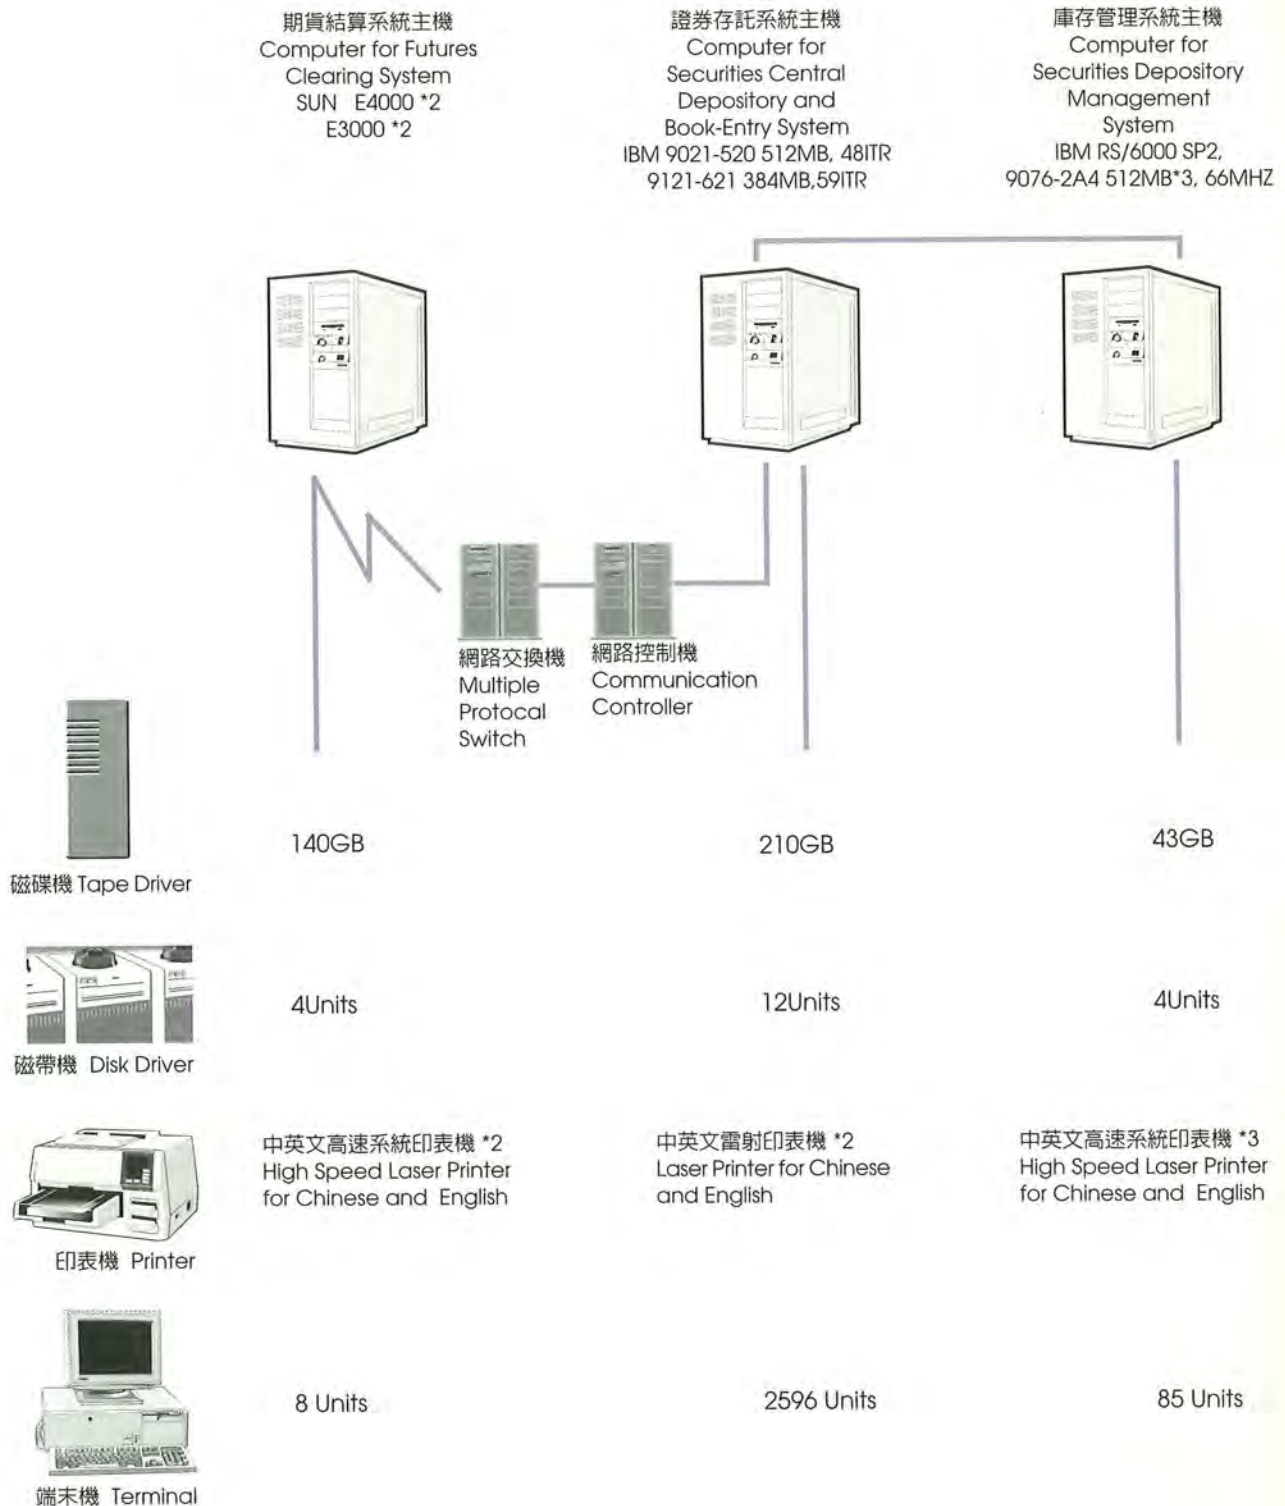 期貨結算系統主機
Computer for Futures
Clearing System
SUN E4000 *2
E3000 *2
證券存託系統主機
Computer for
Securities Central
Depository and
Book-Entry System
IBM 9021-520 512MB, 48ITR
9121-621 384MB,59ITR
庫存管理系統主機
Computer for
Securities Depository
Management
System
IBM RS/6000 SP2,
9076-2A4 512MB*3, 66MHZ
網路交換機
Multiple
Protocal
Switch
網路控制機
Communication
Controller
磁碟機 Tape Driver
140GB
210GB
43GB
磁帶機 Disk Driver
4Units
12Units
4Units
印表機 Printer
中英文高速系統印表機 *2
High Speed Laser Printer
for Chinese and English
中英文雷射印表機 *2
Laser Printer for Chinese
and English
中英文高速系統印表機 *3
High Speed Laser Printer
for Chinese and English
端末機 Terminal
8 Units
2596 Units
85 Units